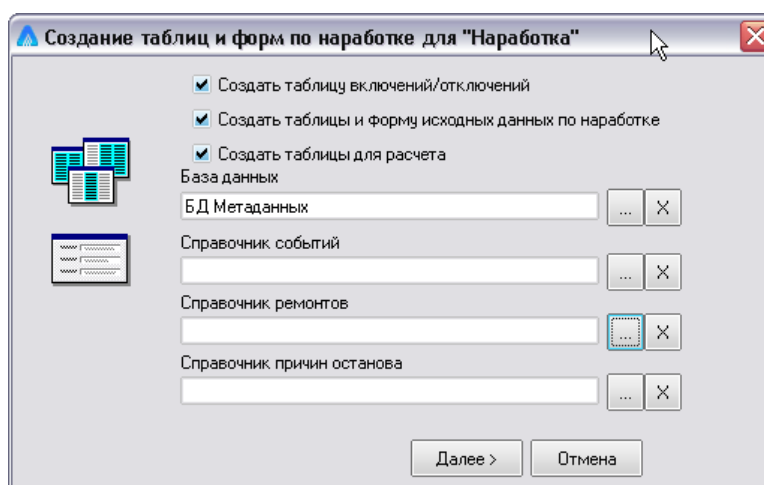 Создание таблиц и форм по наработке для "Наработка"
Создать таблицу включений/отключений
Создать таблицы и форму исходных данных по наработке
Создать таблицы для расчета
База данных
БД Метаданных
... X
Справочник событий
... X
Справочник ремонтов
... X
Справочник причин останова
... X
Далее > Отмена